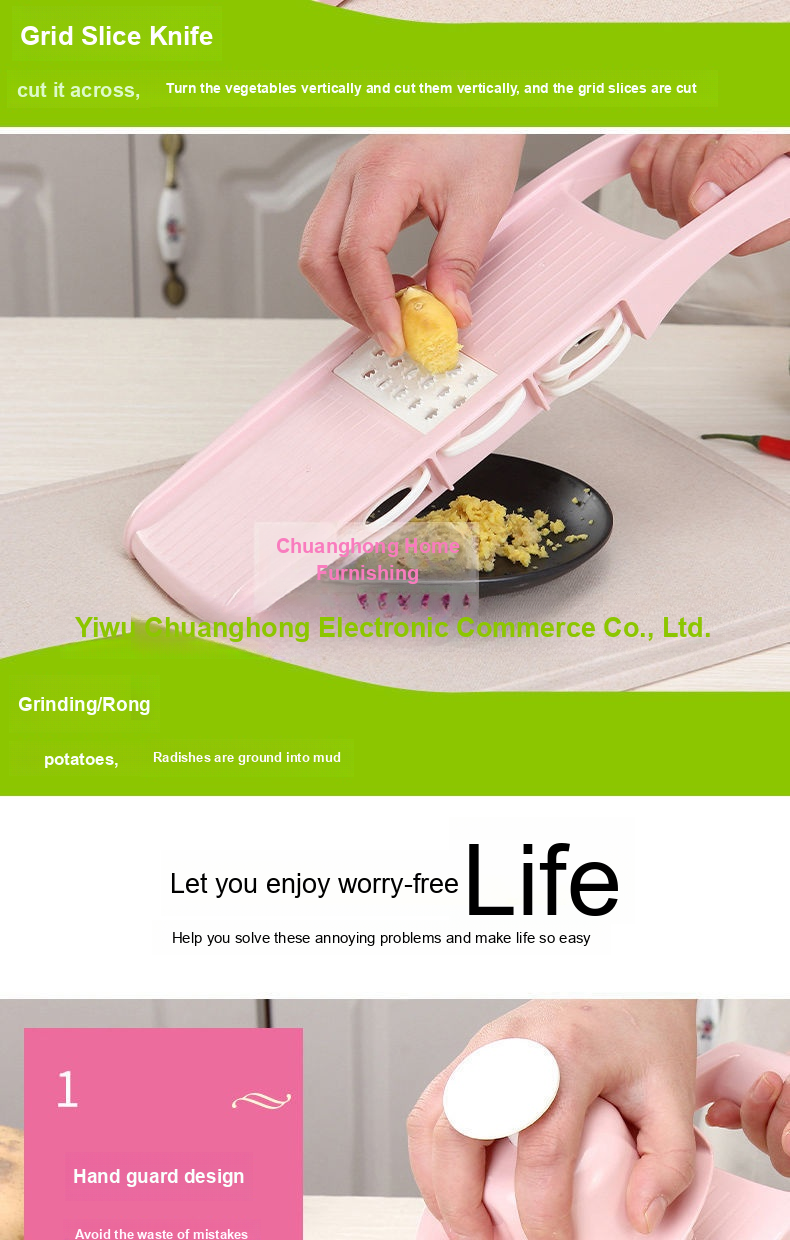 Grid Slice Knife
cut it across,
Turn the vegetables vertically and cut them vertically, and the grid slices are cut
Chuanghong Home
Furnishing
Yiwu Chuanghong Electronic Commerce Co., Ltd.
Grinding/Rong
potatoes,
Radishes are ground into mud
Let you enjoy worry-free Life
Help you solve these annoying problems and make life so easy
1
Hand guard design
Avoid the waste of mistakes